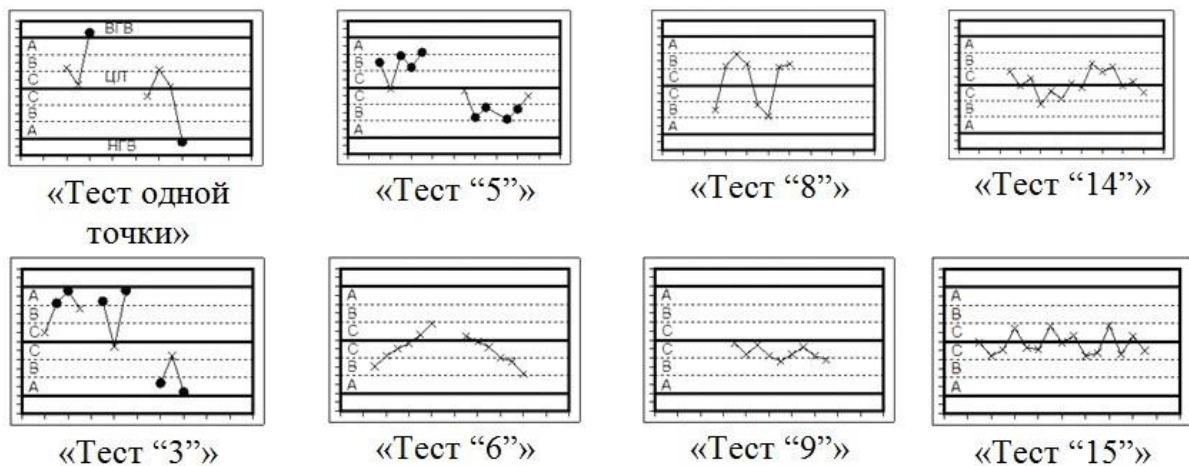 ВГВ
A
B
C
ЦЛ
C
B
A
НГВ
«Тест одной
точки»
A
B
C
C
B
A
«Тест “5”»
A
B
C
C
B
A
«Тест “8”»
A
B
C
C
B
A
«Тест “14”»
A
B
C
C
B
A
«Тест “3”»
A
B
C
C
B
A
«Тест “6”»
A
B
C
C
B
A
«Тест “9”»
A
B
C
C
B
A
«Тест “15”»